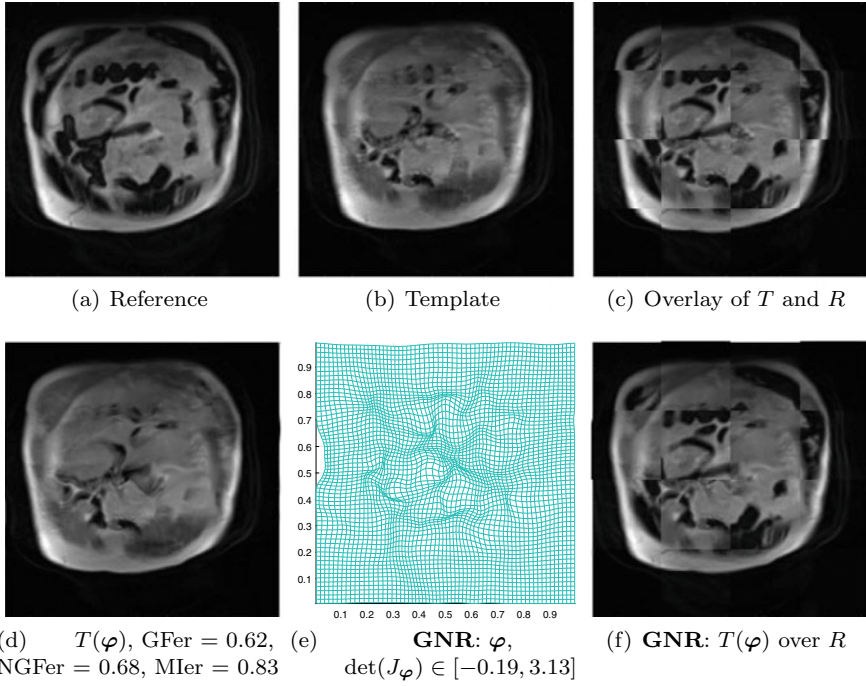 (a) Reference
(b) Template
(c) Overlay of T and R
0.9
0.8
0.7
0.6
0.5
0.4
0.3
0.2
0.1
0.1 0.2 0.3 0.4 0.5 0.6 0.7 0.8 0.9
(d) T(φ), GFer = 0.62,
NGFer = 0.68, MIer = 0.83
(e) GNR: φ,
det(Jφ) ∈ [−0.19, 3.13]
(f) GNR: T(φ) over R